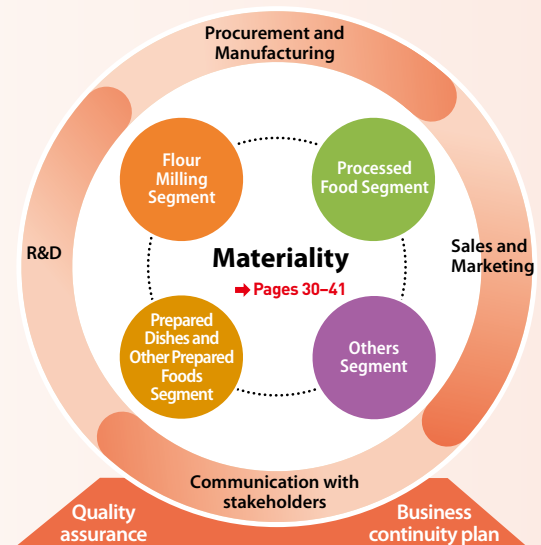 Procurement and
Manufacturing
Flour
Milling
Segment
Processed
Food Segment
R&D
Materiality
➡ Pages 30–41
Sales and
Marketing
Prepared
Dishes and
Other Prepared
Foods
Segment
Others
Segment
Communication with
stakeholders
Quality
assurance
Business
continuity plan